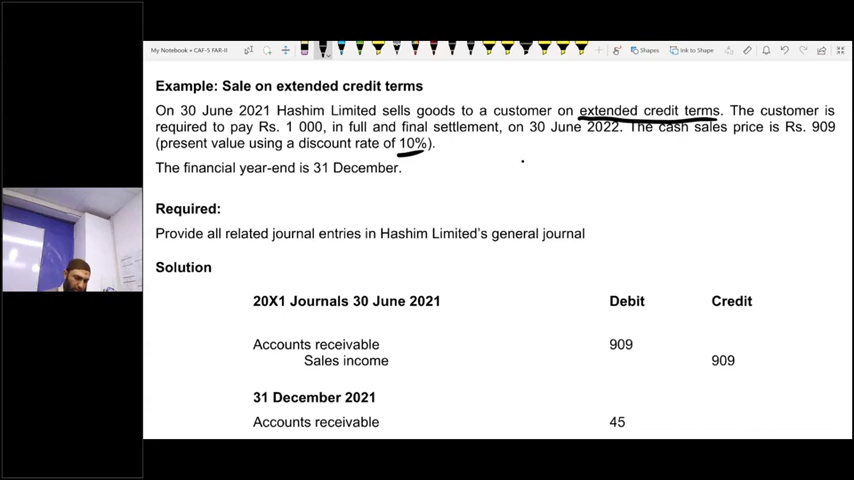 My Notebook » CAF-5 FAR-II
Shapes
Ink to Shape
Example: Sale on extended credit terms
On 30 June 2021 Hashim Limited sells goods to a customer on extended credit terms. The customer is
required to pay Rs. 1 000, in full and final settlement, on 30 June 2022. The cash sales price is Rs. 909
(present value using a discount rate of 10%).
The financial year-end is 31 December.
Required:
Provide all related journal entries in Hashim Limited's general journal
Solution
20X1 Journals 30 June 2021 Debit Credit
Accounts receivable 909
Sales income 909
31 December 2021
Accounts receivable 45